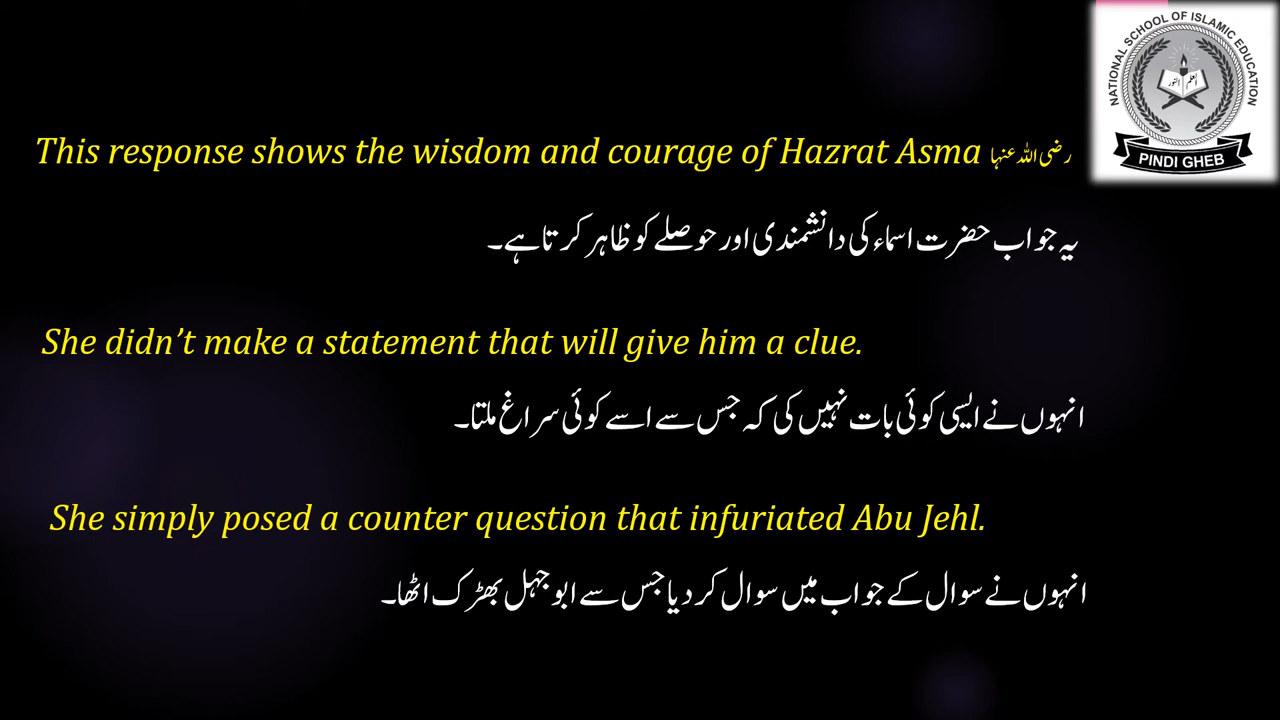 NATIONAL SCHOOL OF ISLAMIC EDUCATION
PINDI GHEB
This response shows the wisdom and courage of Hazrat Asma رضی اللہ عنہا
یہ جواب حضرت اسماء کی دانشمندی اور حوصلے کو ظاہر کرتا ہے۔
She didn’t make a statement that will give him a clue.
انہوں نے ایسی کوئی بات نہیں کی کہ جس سے اسے کوئی سراغ ملتا۔
She simply posed a counter question that infuriated Abu Jehl.
انہوں نے سوال کے جواب میں سوال کر دیا جس سے ابو جہل بھڑک اٹھا۔